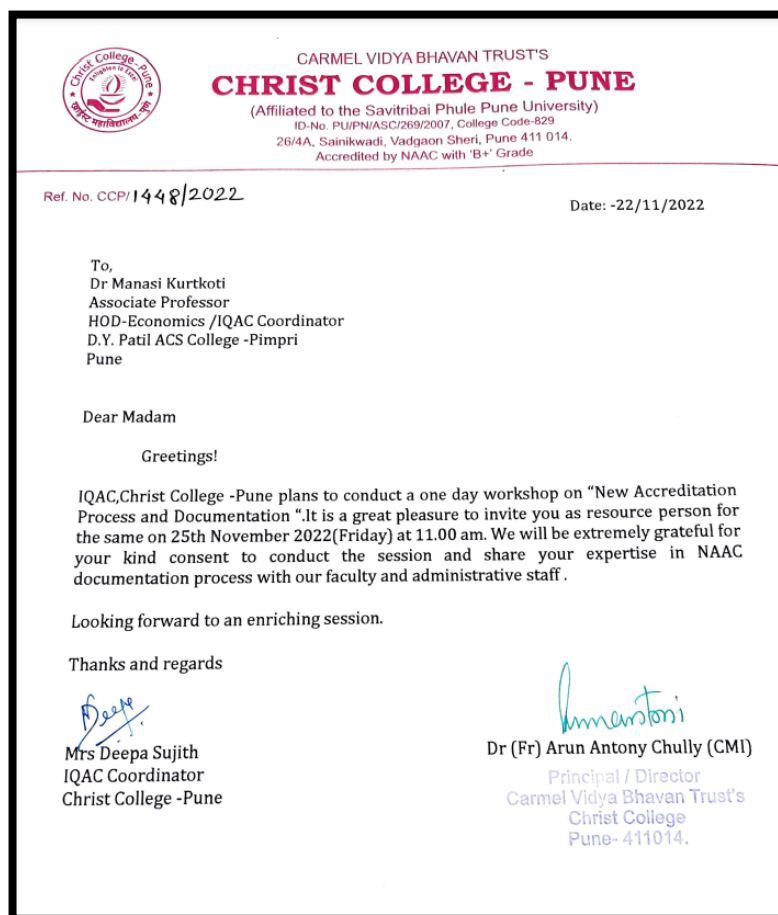 Christ College - Pune
Enlighten to Excel
ख्राईस्ट महाविद्यालय - पुणे
CARMEL VIDYA BHAVAN TRUST'S
CHRIST COLLEGE - PUNE
(Affiliated to the Savitribai Phule Pune University)
ID-No. PU/PN/ASC/269/2007, College Code-829
26/4A, Sainikwadi, Vadgaon Sheri, Pune 411 014.
Accredited by NAAC with 'B+' Grade
Ref. No. CCP/1448/2022
Date: -22/11/2022
To,
Dr Manasi Kurtkoti
Associate Professor
HOD-Economics /IQAC Coordinator
D.Y. Patil ACS College -Pimpri
Pune
Dear Madam
Greetings!
IQAC,Christ College -Pune plans to conduct a one day workshop on “New Accreditation
Process and Documentation “.It is a great pleasure to invite you as resource person for
the same on 25th November 2022(Friday) at 11.00 am. We will be extremely grateful for
your kind consent to conduct the session and share your expertise in NAAC
documentation process with our faculty and administrative staff .
Looking forward to an enriching session.
Thanks and regards
Deepa
Mrs Deepa Sujith
IQAC Coordinator
Christ College -Pune
Dr (Fr) Arun Antony Chully (CMI)
Principal / Director
Carmel Vidya Bhavan Trust's
Christ College
Pune- 411014.